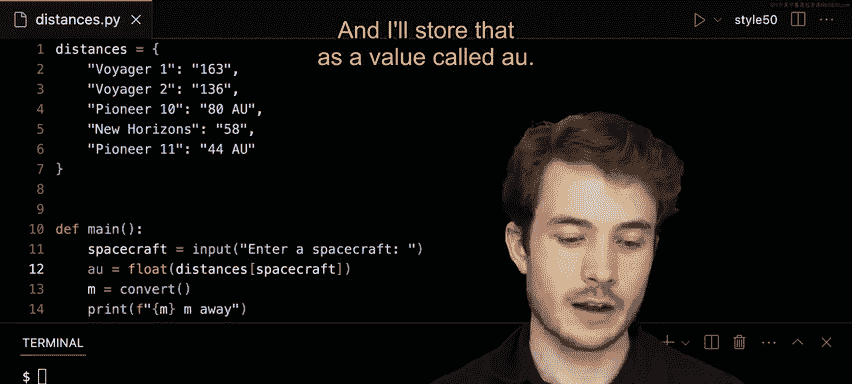 distances.py
style50
And I'll store that
as a value called au.
1 distances = {
2 "Voyager 1": "163",
3 "Voyager 2": "136",
4 "Pioneer 10": "80 AU",
5 "New Horizons": "58",
6 "Pioneer 11": "44 AU"
7 }
8
9
10 def main():
11 spacecraft = input("Enter a spacecraft: ")
12 au = float(distances[spacecraft])
13 m = convert()
14 print(f"{m} m away")
TERMINAL
$